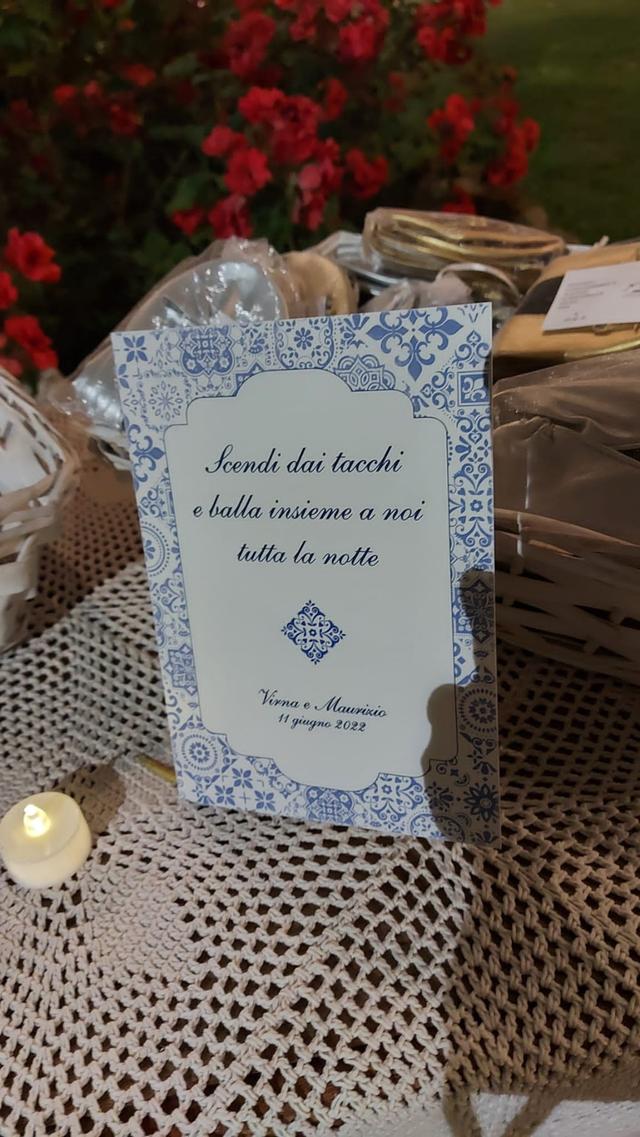 Scendi dai tacchi
e balla insieme a noi
tutta la notte
Virna e Maurizio
11 giugno 2022